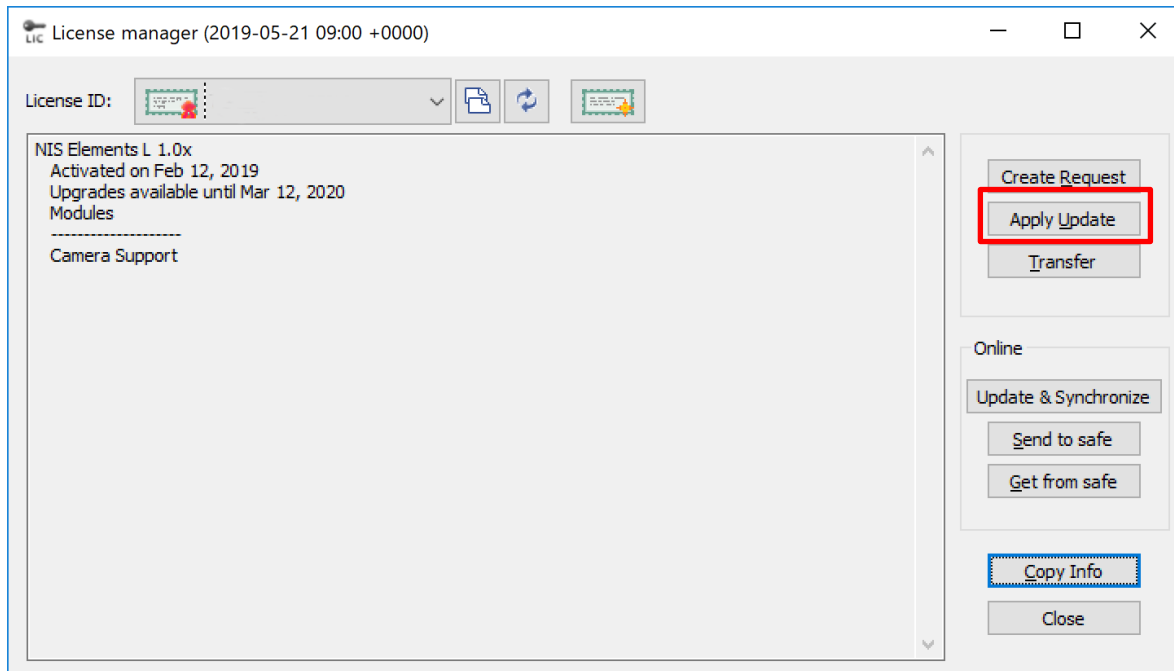 LIC License manager (2019-05-21 09:00 +0000)
License ID:
NIS Elements L 1.0x
Activated on Feb 12, 2019
Upgrades available until Mar 12, 2020
Modules
--------------------
Camera Support
Create Request
Apply Update
Transfer
Online
Update & Synchronize
Send to safe
Get from safe
Copy Info
Close